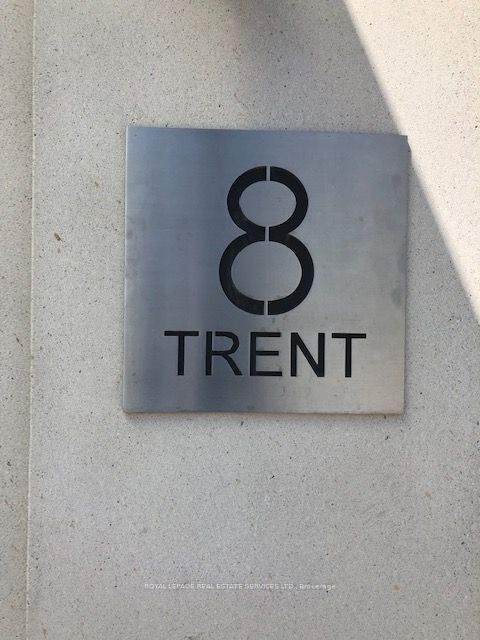 8
TRENT
ROYAL LEPAGE REAL ESTATE SERVICES LTD., Brokerage